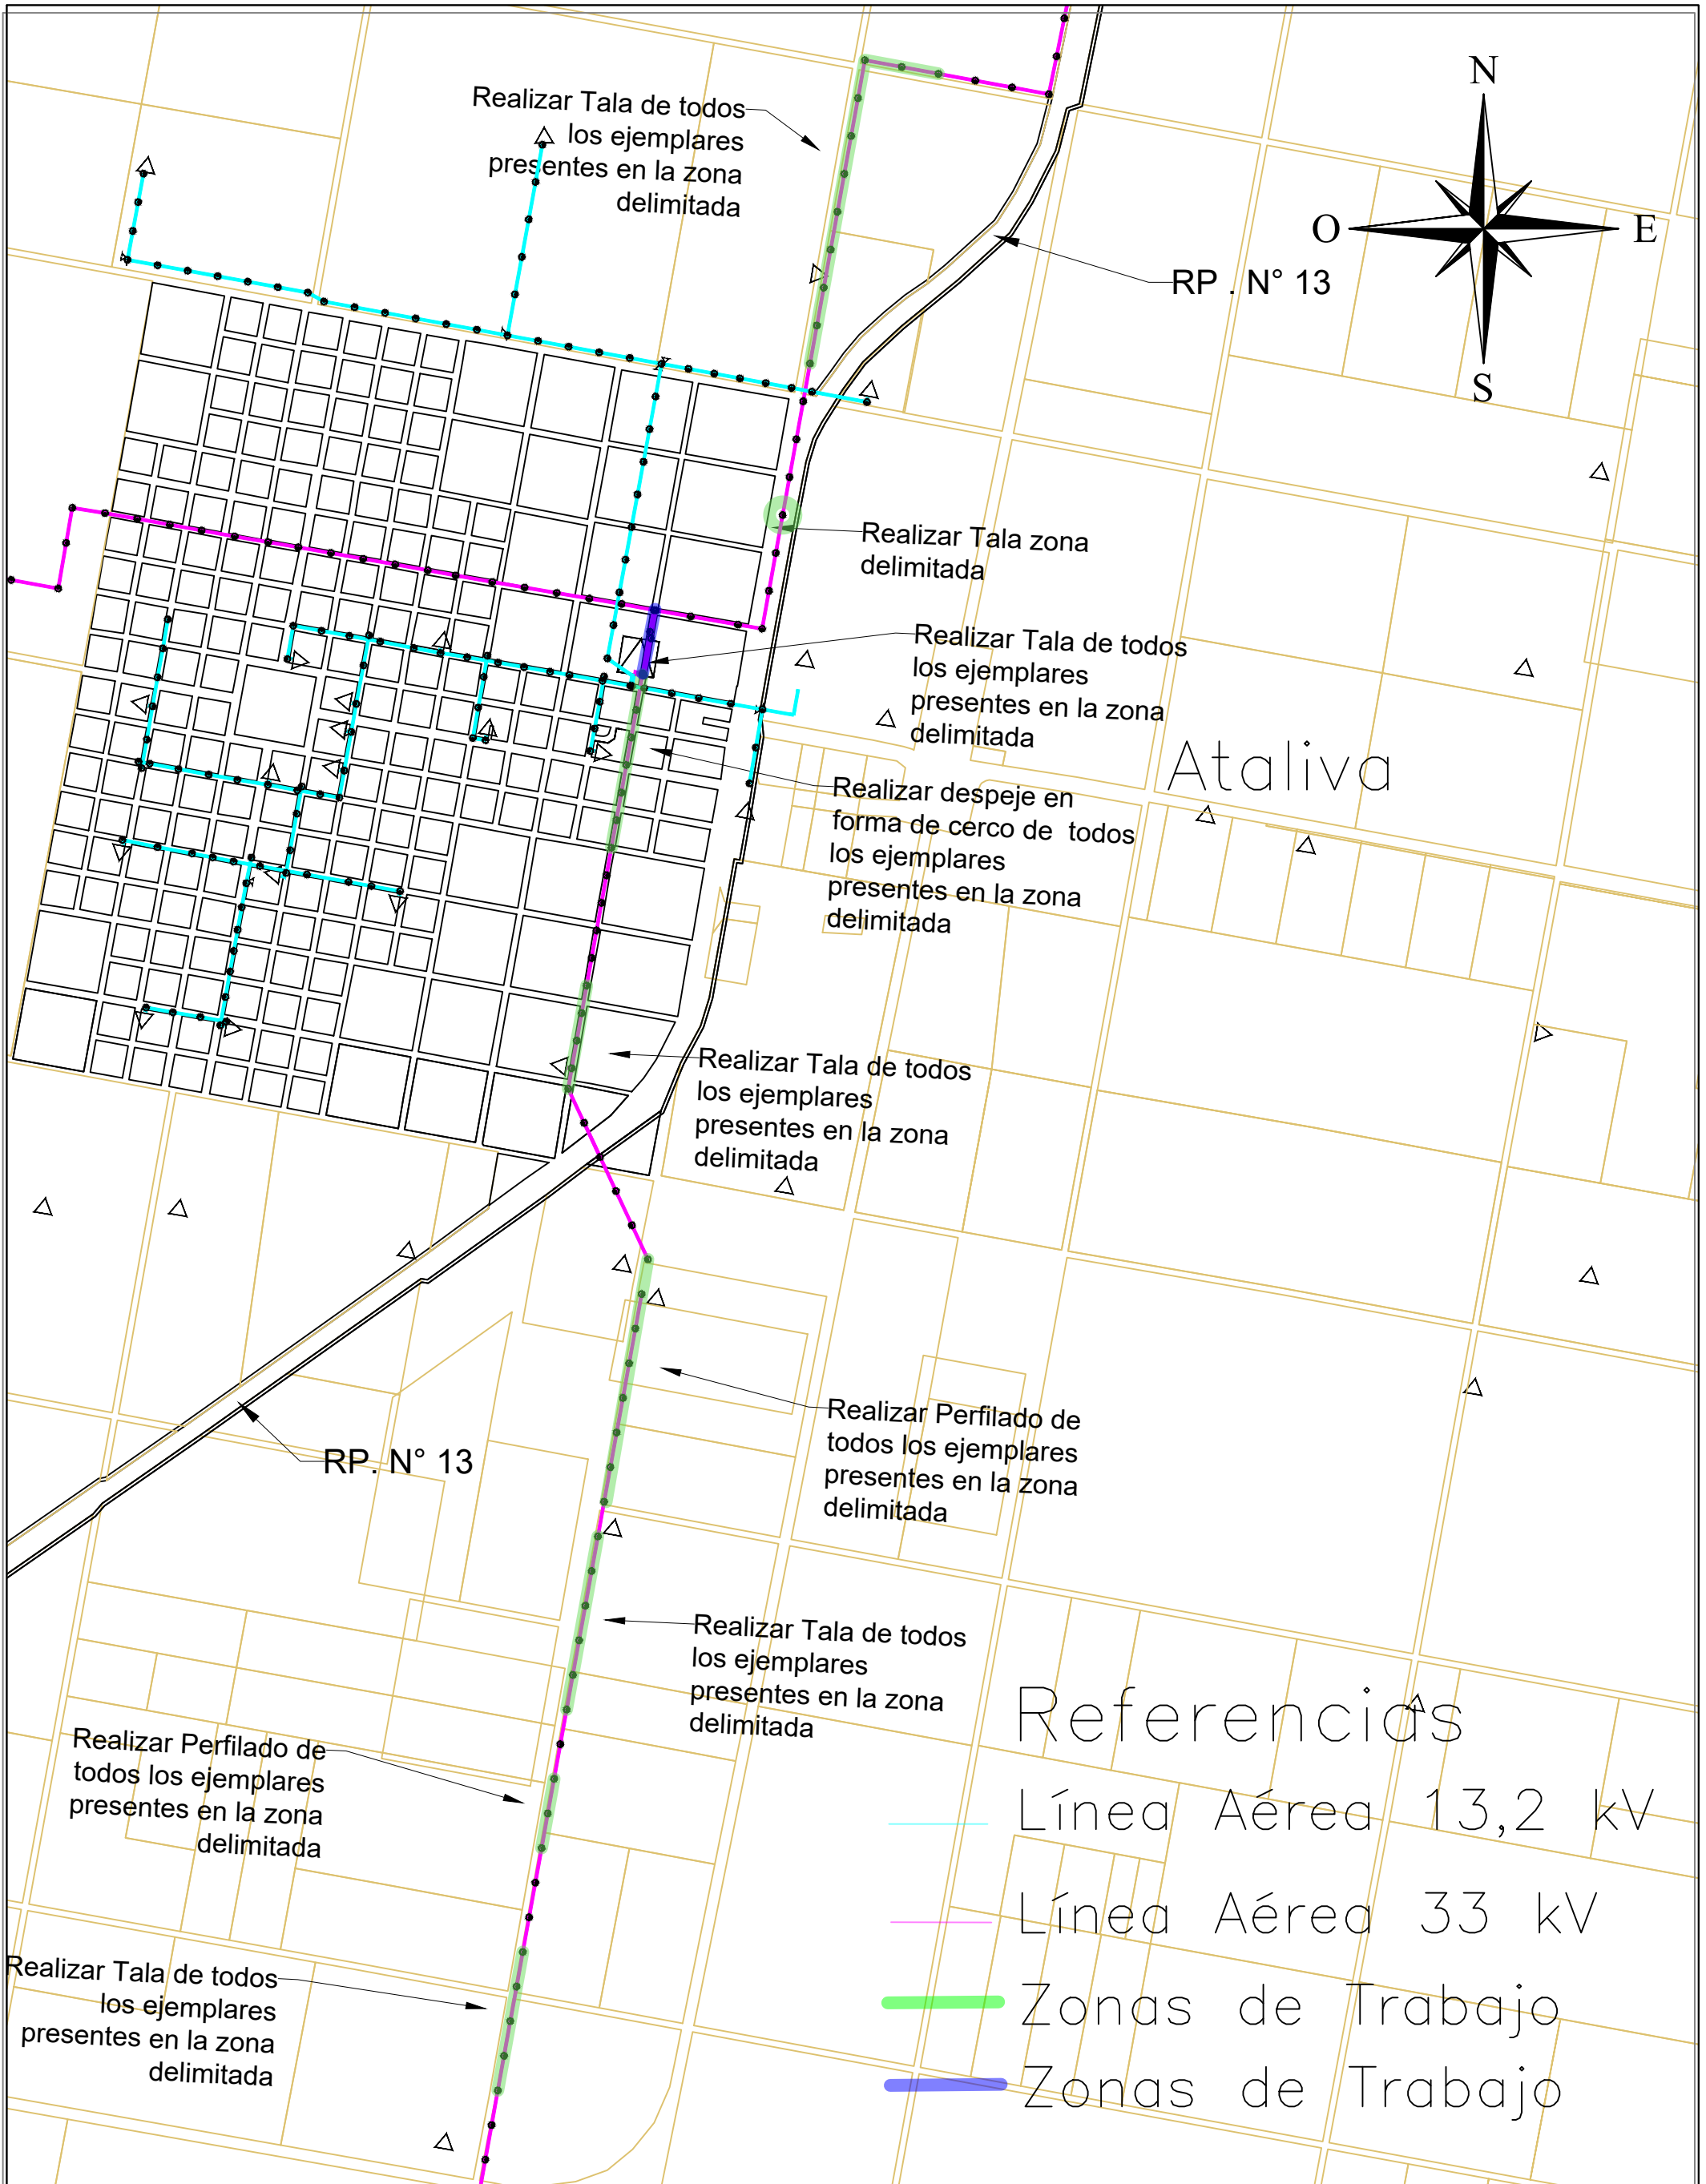 Realizar Tala de todos
los ejemplares
presentes en la zona
delimitada
N
O
E
S
RP . N° 13
Realizar Tala zona
delimitada
Realizar Tala de todos
los ejemplares
presentes en la zona
delimitada
Ataliva
Realizar despeje en
forma de cerco de todos
los ejemplares
presentes en la zona
delimitada
Realizar Tala de todos
los ejemplares
presentes en la zona
delimitada
Realizar Perfilado de
todos los ejemplares
presentes en la zona
delimitada
RP. N° 13
Realizar Tala de todos
los ejemplares
presentes en la zona
delimitada
Realizar Perfilado de
todos los ejemplares
presentes en la zona
delimitada
Realizar Tala de todos
los ejemplares
presentes en la zona
delimitada
Referencias
Línea Aérea 13,2 kV
Línea Aérea 33 kV
Zonas de Trabajo
Zonas de Trabajo